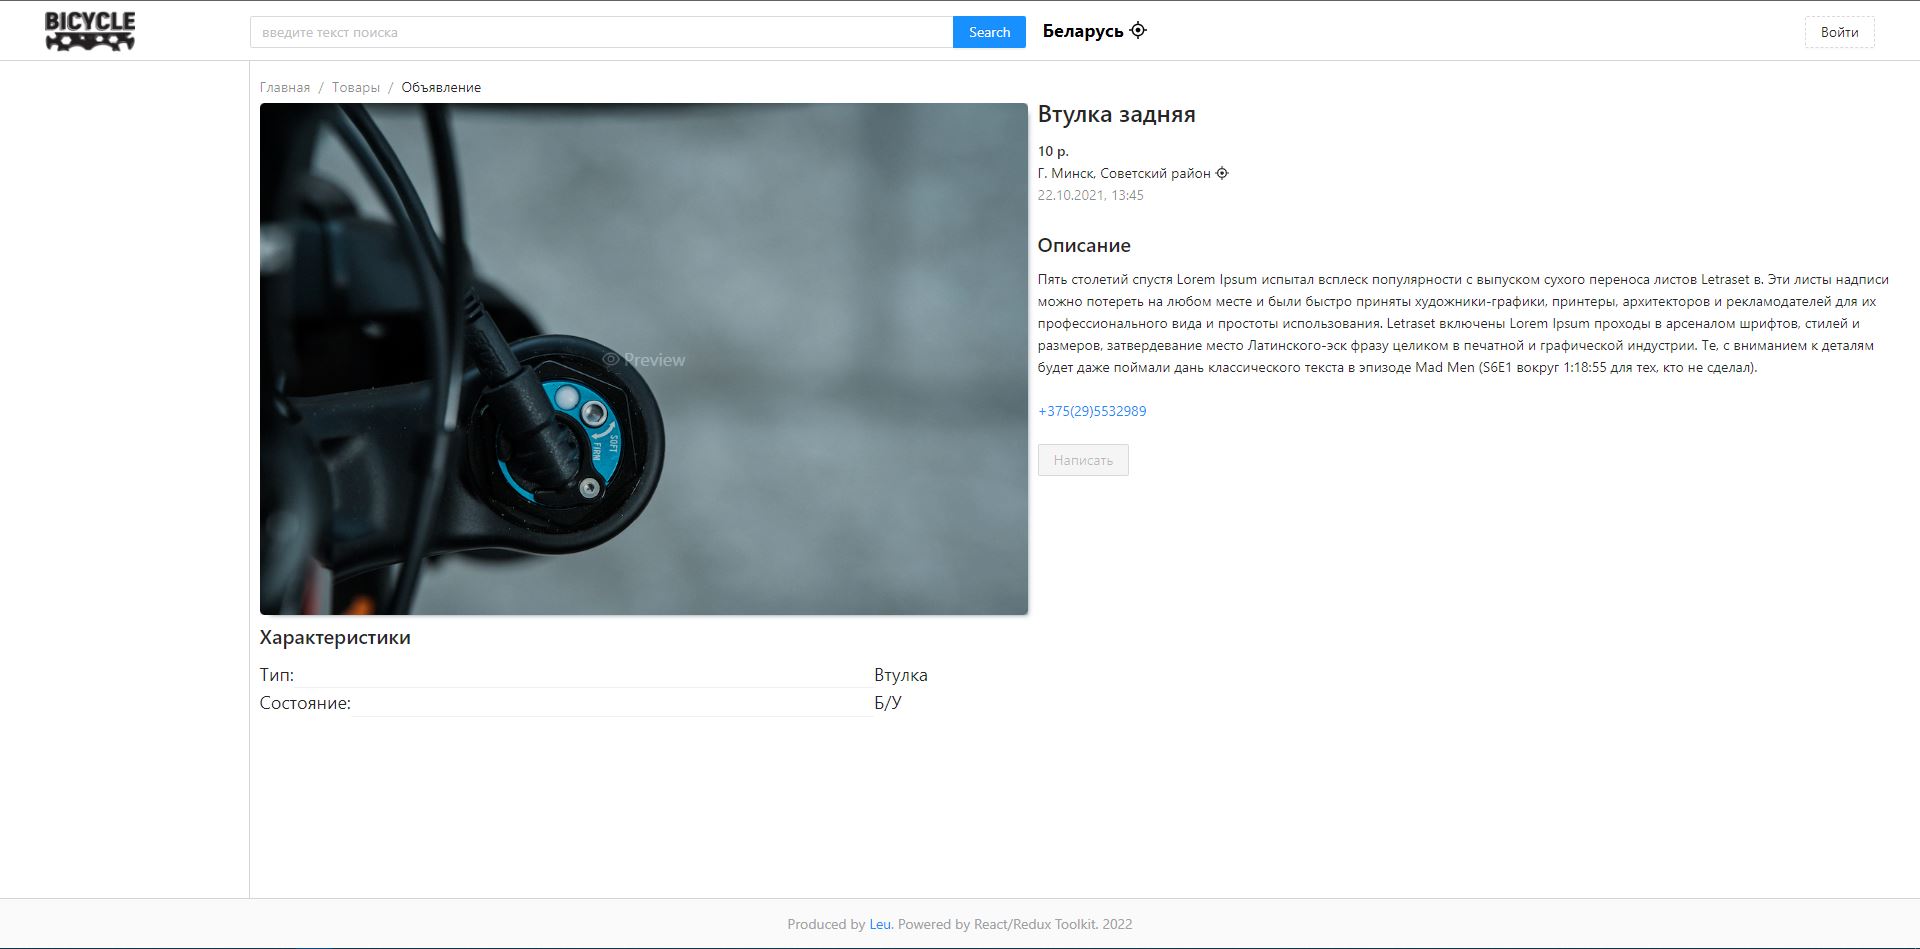 BICYCLE
введите текст поиска
Search
Беларусь
Войти
Главная / Товары / Объявление
Втулка задняя
10 р.
Г. Минск, Советский район
22.10.2021, 13:45
Описание
Пять столетий спустя Lorem Ipsum испытал всплеск популярности с выпуском сухого переноса листов Letraset в. Эти листы надписи
можно потереть на любом месте и были быстро приняты художники-графики, принтеры, архитекторов и рекламодателей для их
профессионального вида и простоты использования. Letraset включены Lorem Ipsum проходы в арсеналом шрифтов, стилей и
размеров, затвердевание место Латинского-эск фразу целиком в печатной и графической индустрии. Те, с вниманием к деталям
будет даже поймали дань классического текста в эпизоде Mad Men (S6E1 вокруг 1:18:55 для тех, кто не сделал).
+375(29)5532989
Написать
Preview
SOFT
FIRM
Характеристики
Тип: Втулка
Состояние: Б/У
Produced by Leu. Powered by React/Redux Toolkit. 2022